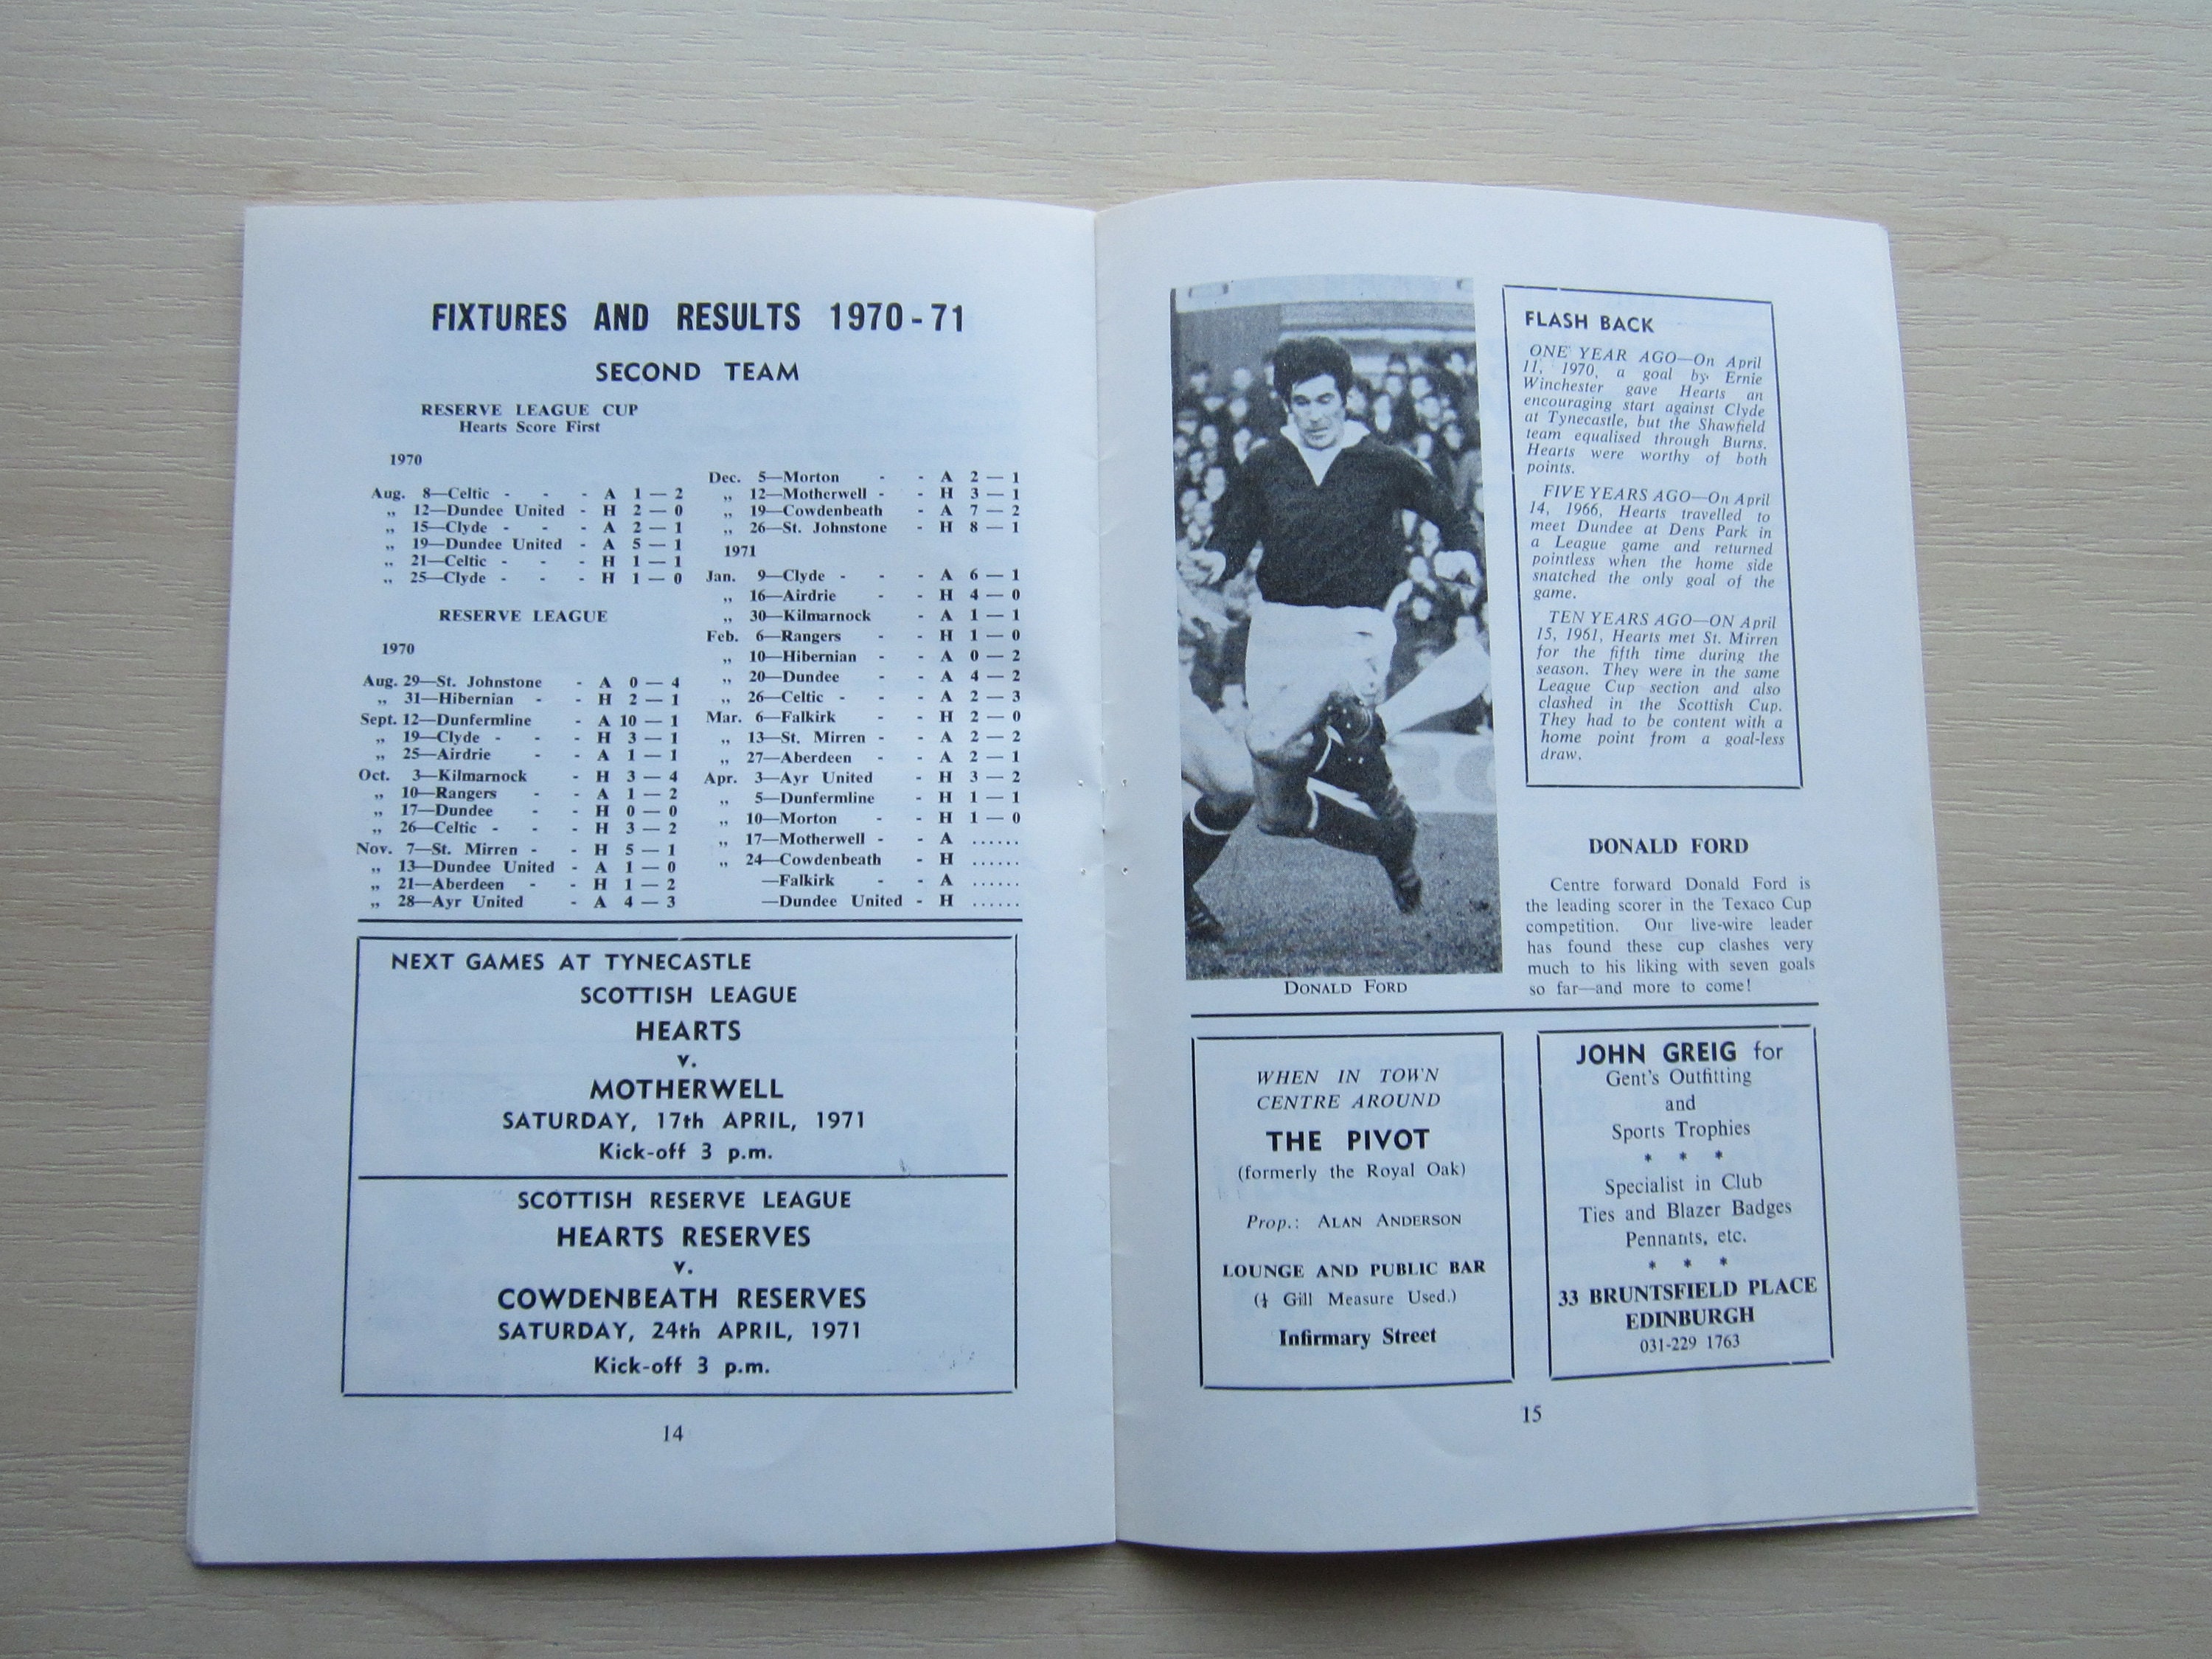 FIXTURES AND RESULTS 1970-71
SECOND TEAM
RESERVE LEAGUE CUP
Hearts Score First
1970
Aug. 8—Celtic - - - A 1 — 2
,, 12—Dundee United - H 2 — 0
,, 15—Clyde - - - A 2 — 1
,, 19—Dundee United - A 5 — 1
,, 21—Celtic - - - H 1 — 1
,, 25—Clyde - - - H 1 — 0
RESERVE LEAGUE
1970
Aug. 29—St. Johnstone - A 0 — 4
,, 31—Hibernian - - H 2 — 1
Sept. 12—Dunfermline - A 10 — 1
,, 19—Clyde - - - H 3 — 1
,, 25—Airdrie - - A 1 — 1
Oct. 3—Kilmarnock - H 3 — 4
,, 10—Rangers - - A 1 — 2
,, 17—Dundee - - H 0 — 0
,, 26—Celtic - - - H 3 — 2
Nov. 7—St. Mirren - - H 5 — 1
,, 13—Dundee United - A 1 — 0
,, 21—Aberdeen - - H 1 — 2
,, 28—Ayr United - A 4 — 3
Dec. 5—Morton - - A 2 — 1
,, 12—Motherwell - - H 3 — 1
,, 19—Cowdenbeath - A 7 — 2
,, 26—St. Johnstone - H 8 — 1
1971
Jan. 9—Clyde - - - A 6 — 1
,, 16—Airdrie - - H 4 — 0
,, 30—Kilmarnock - A 1 — 1
Feb. 6—Rangers - - H 1 — 0
,, 10—Hibernian - - A 0 — 2
,, 20—Dundee - - A 4 — 2
,, 26—Celtic - - - A 2 — 3
Mar. 6—Falkirk - - H 2 — 0
,, 13—St. Mirren - - A 2 — 2
,, 27—Aberdeen - - A 2 — 1
Apr. 3—Ayr United - H 3 — 2
,, 5—Dunfermline - H 1 — 1
,, 10—Morton - - H 1 — 0
,, 17—Motherwell - - A ......
,, 24—Cowdenbeath - H ......
—Falkirk - - A ......
—Dundee United - H ......
NEXT GAMES AT TYNECASTLE
SCOTTISH LEAGUE
HEARTS
v.
MOTHERWELL
SATURDAY, 17th APRIL, 1971
Kick-off 3 p.m.
SCOTTISH RESERVE LEAGUE
HEARTS RESERVES
v.
COWDENBEATH RESERVES
SATURDAY, 24th APRIL, 1971
Kick-off 3 p.m.
14
DONALD FORD
FLASH BACK
ONE YEAR AGO—On April
11, 1970, a goal by Ernie
Winchester gave Hearts an
encouraging start against Clyde
at Tynecastle, but the Shawfield
team equalised through Burns.
Hearts were worthy of both
points.
FIVE YEARS AGO—On April
14, 1966, Hearts travelled to
meet Dundee at Dens Park in
a League game and returned
pointless when the home side
snatched the only goal of the
game.
TEN YEARS AGO—ON April
15, 1961, Hearts met St. Mirren
for the fifth time during the
season. They were in the same
League Cup section and also
clashed in the Scottish Cup.
They had to be content with a
home point from a goal-less
draw.
DONALD FORD
Centre forward Donald Ford is
the leading scorer in the Texaco Cup
competition. Our live-wire leader
has found these cup clashes very
much to his liking with seven goals
so far—and more to come!
WHEN IN TOWN
CENTRE AROUND
THE PIVOT
(formerly the Royal Oak)
Prop.: ALAN ANDERSON
LOUNGE AND PUBLIC BAR
Gill Measure Used.)
Infirmary Street
JOHN GREIG for
Gent's Outfitting
and
Sports Trophies
* * *
Specialist in Club
Ties and Blazer Badges
Pennants, etc.
* * *
33 BRUNTSFIELD PLACE
EDINBURGH
031-229 1763
15